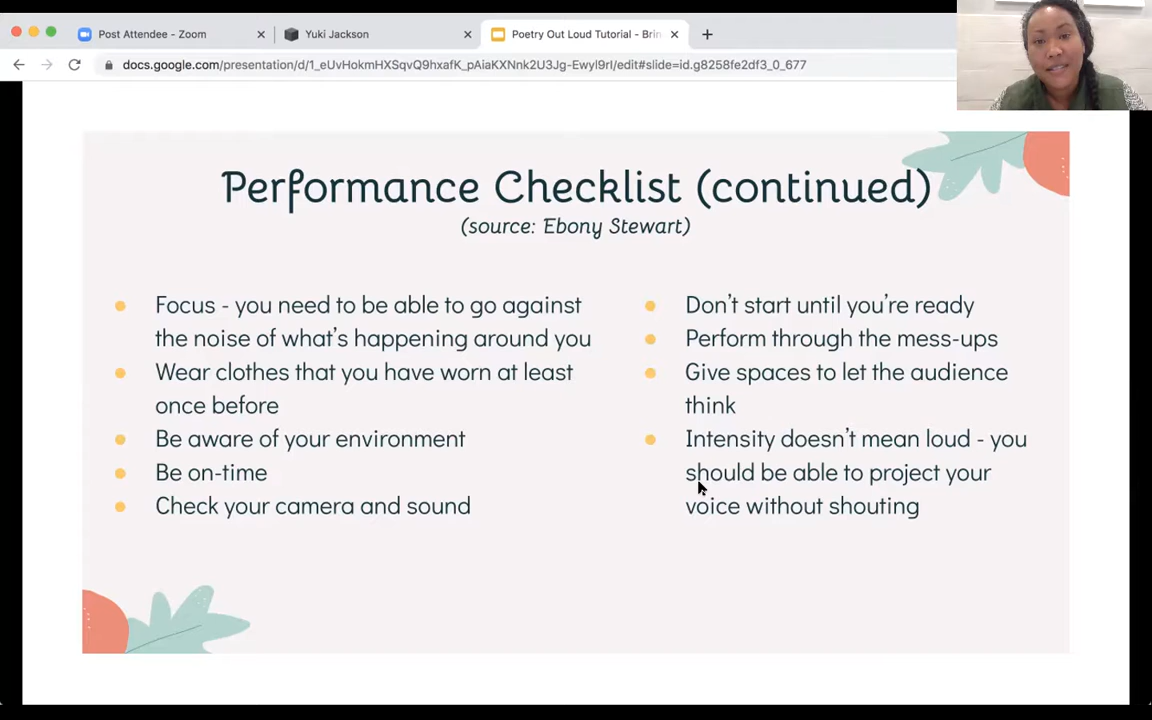 Post Attendee - Zoom
Yuki Jackson
Poetry Out Loud Tutorial - Brin
docs.google.com/presentation/d/1_eUvHokmHXSqvQ9hxafK_pAiaKXNnk2U3Jg-Ewyl9rI/edit#slide=id.g8258fe2df3_0_677
Performance Checklist (continued)
(source: Ebony Stewart)
Focus - you need to be able to go against
the noise of what's happening around you
Wear clothes that you have worn at least
once before
Be aware of your environment
Be on-time
Check your camera and sound
Don't start until you're ready
Perform through the mess-ups
Give spaces to let the audience
think
Intensity doesn't mean loud - you
should be able to project your
voice without shouting